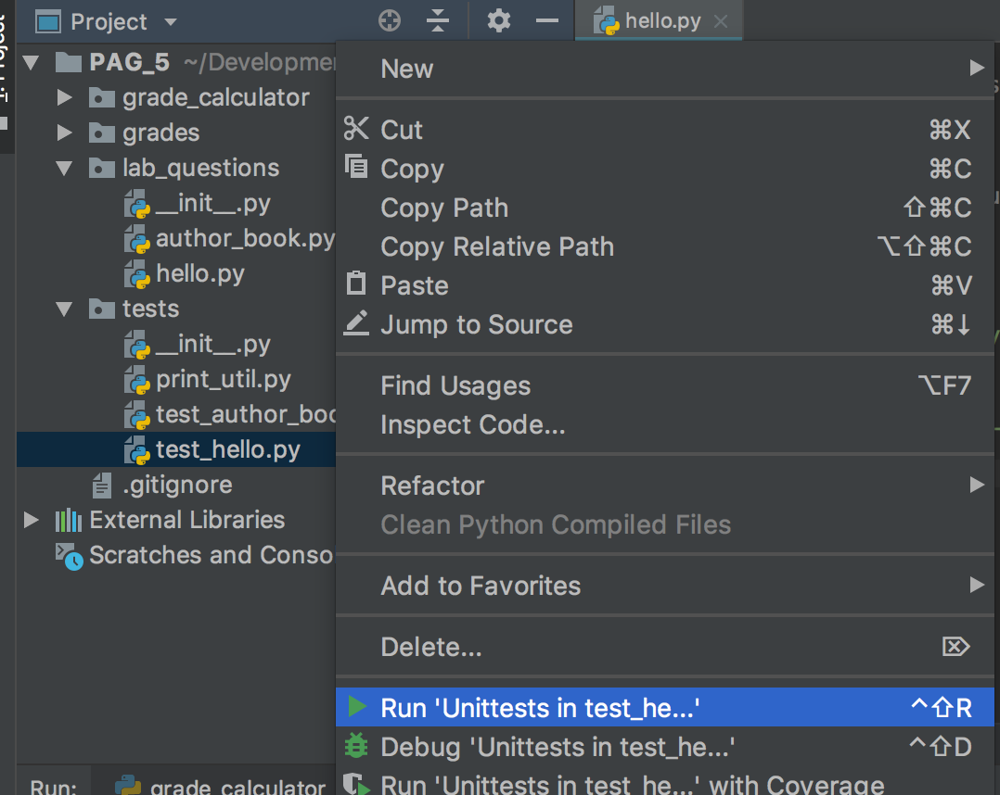 Project
hello.py
PAG_5 ~/Developmen
grade_calculator
grades
lab_questions
__init__.py
author_book.py
hello.py
tests
__init__.py
print_util.py
test_author_boo
test_hello.py
.gitignore
External Libraries
Scratches and Conso
New
Cut ⌘X
Copy ⌘C
Copy Path ⇧⌘C
Copy Relative Path ⌥⇧⌘C
Paste ⌘V
Jump to Source ⌘↓
Find Usages ⌥F7
Inspect Code...
Refactor
Clean Python Compiled Files
Add to Favorites
Delete... ⌦
Run 'Unittests in test_he...' ^⇧R
Debug 'Unittests in test_he...' ^⇧D
Run 'Unittests in test_he...' with Coverage
Run: grade_calculator